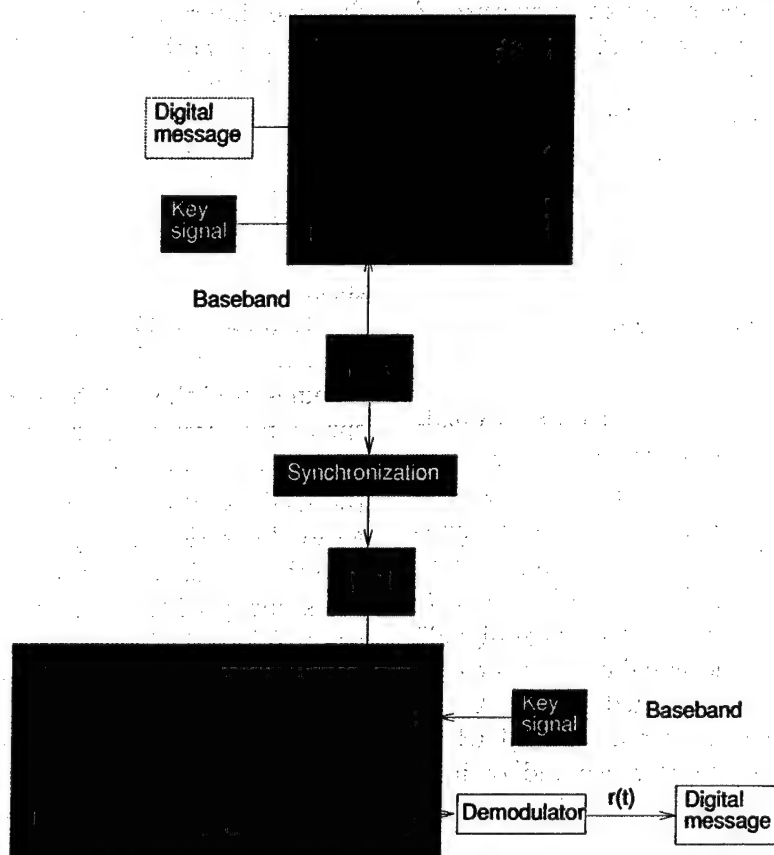 Digital
message
Key
signal
Baseband
Synchronization
Key
signal
Baseband
Demodulator
r(t)
Digital
message